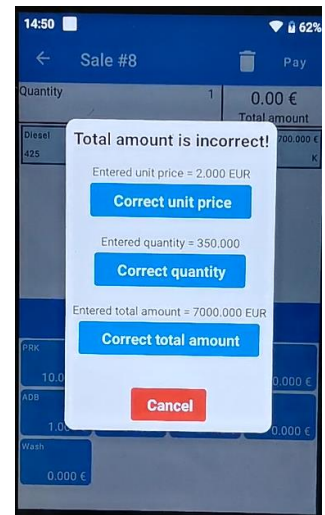 14:50
62%
Sale #8
Pay
Quantity
1
0.00 €
Total amount
Diesel
425
700.000 €
K
Total amount is incorrect!
Entered unit price = 2.000 EUR
Correct unit price
Entered quantity = 350.000
Correct quantity
Entered total amount = 7000.000 EUR
Correct total amount
Cancel
PRK
10.0
0.000 €
ADB
1.00
0.000 €
Wash
0.000 €